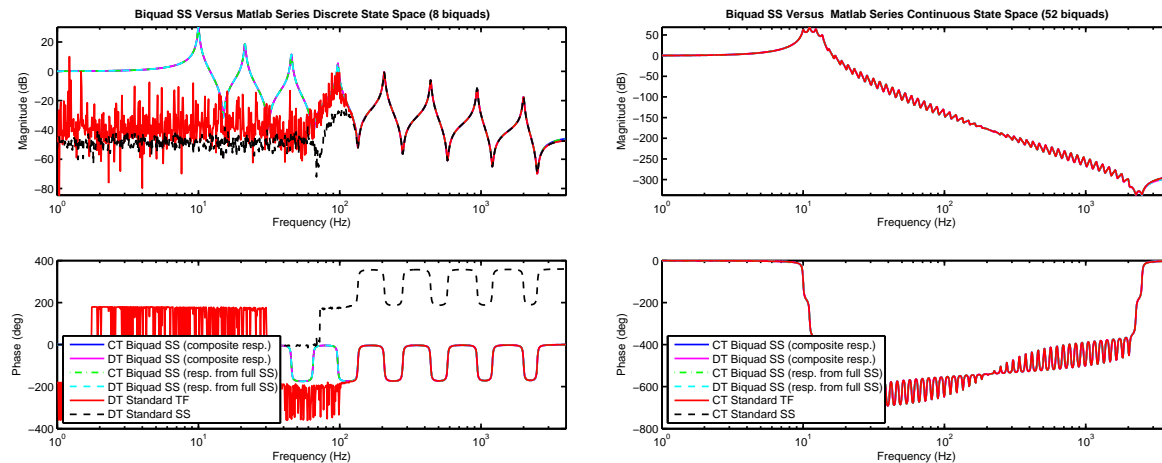 Biquad SS Versus Matlab Series Discrete State Space (8 biquads)
20
0
−20
−40
−60
−80
Magnitude (dB)
10^0
10^1
10^2
10^3
Frequency (Hz)
400
200
0
−200
−400
Phase (deg)
CT Biquad SS (composite resp.)
DT Biquad SS (composite resp.)
CT Biquad SS (resp. from full SS)
DT Biquad SS (resp. from full SS)
DT Standard TF
DT Standard SS
10^0
10^1
10^2
10^3
Frequency (Hz)
Biquad SS Versus  Matlab Series Continuous State Space (52 biquads)
50
0
−50
−100
−150
−200
−250
−300
Magnitude (dB)
10^0
10^1
10^2
10^3
Frequency (Hz)
0
−200
−400
−600
−800
Phase (deg)
CT Biquad SS (composite resp.)
DT Biquad SS (composite resp.)
CT Biquad SS (resp. from full SS)
DT Biquad SS (resp. from full SS)
CT Standard TF
CT Standard SS
10^0
10^1
10^2
10^3
Frequency (Hz)